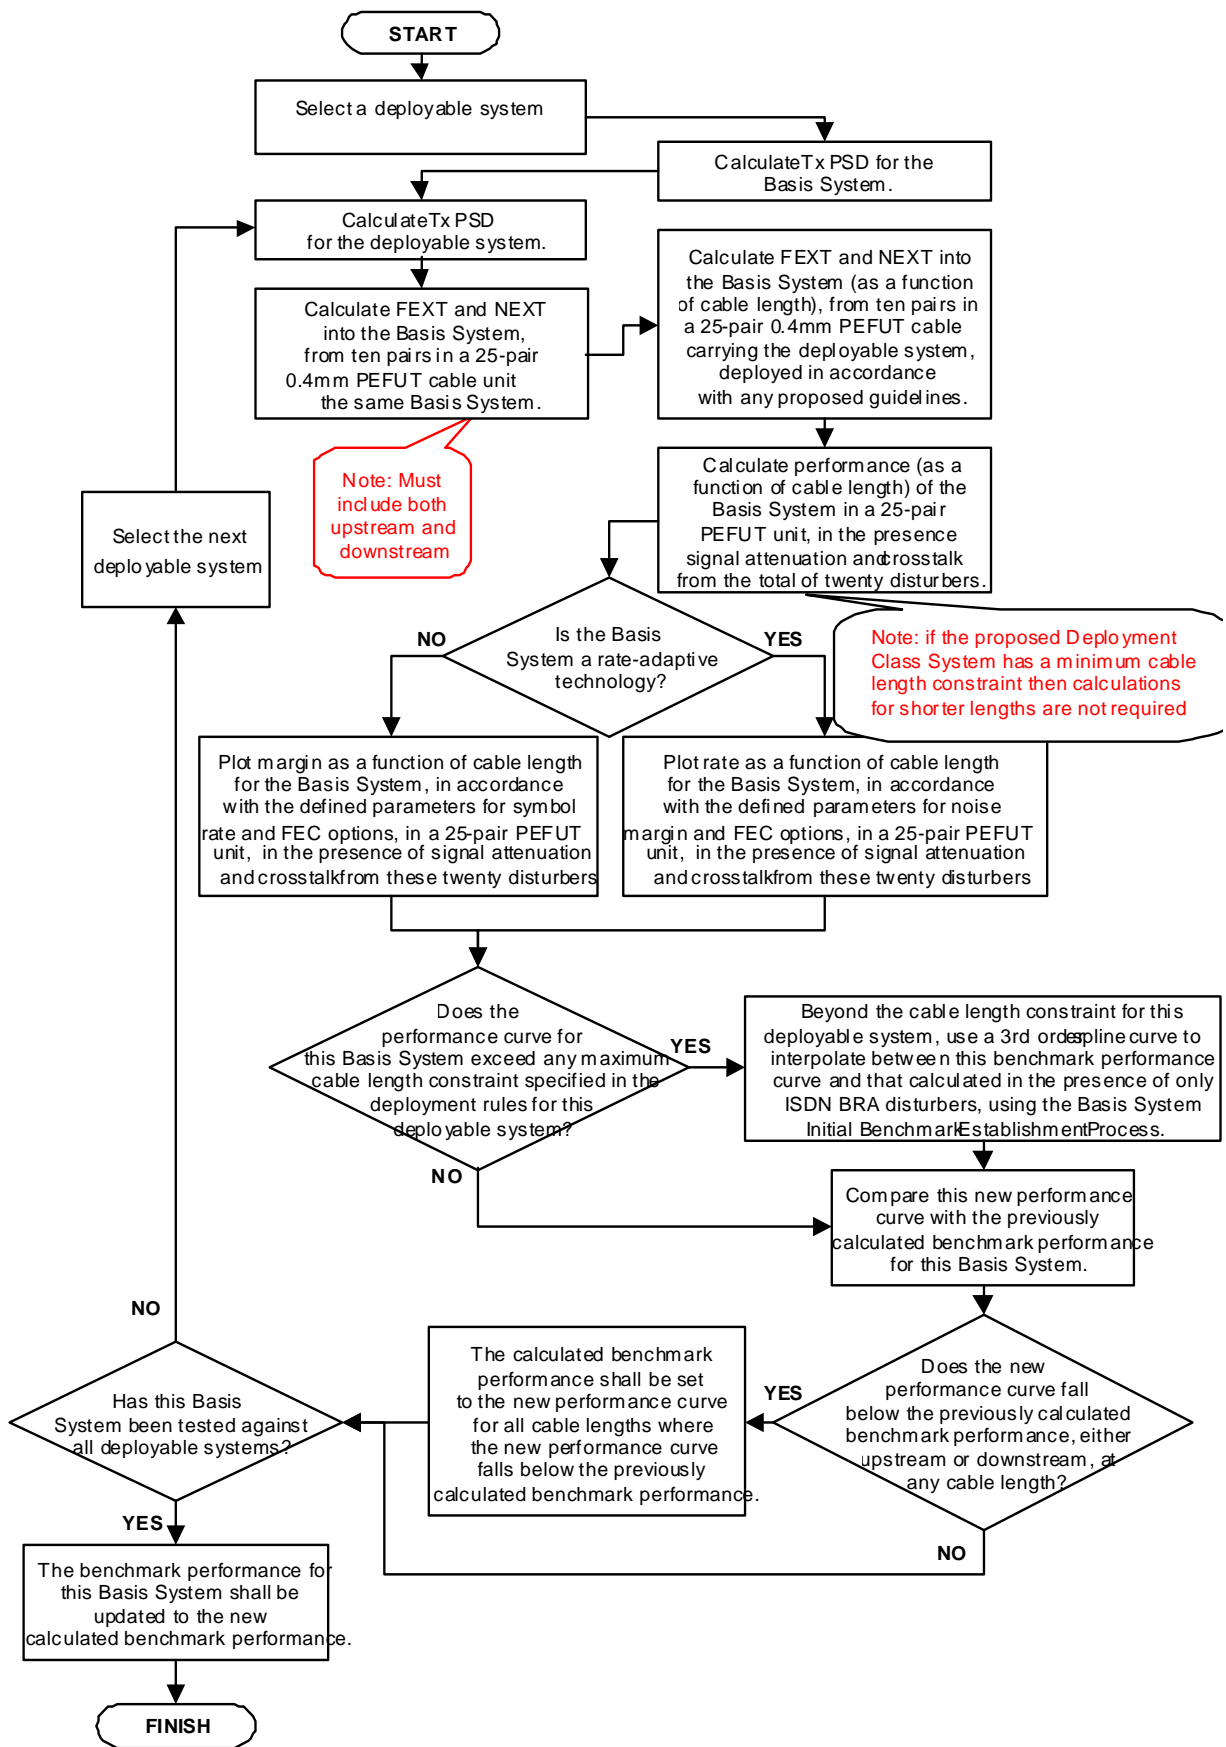 START
Select a deployable system
Calculate Tx PSD for the
Basis System.
Calculate Tx PSD
for the deployable system.
Calculate FEXT and NEXT
into the Basis System,
from ten pairs in a 25-pair
0.4mm PEFUT cable unit
the same Basis System.
Calculate FEXT and NEXT into
the Basis System (as a function
of cable length), from ten pairs in
a 25-pair 0.4mm PEFUT cable
carrying the deployable system,
deployed in accordance
with any proposed guidelines.
Note: Must
include both
upstream and
downstream
Calculate performance (as a
function of cable length) of the
Basis System in a 25-pair
PEFUT unit, in the presence
signal attenuation and crosstalk
from the total of twenty disturbers.
Select the next
deployable system
Note: if the proposed Deployment
Class System has a minimum cable
length constraint then calculations
for shorter lengths are not required
NO
Is the Basis
System a rate-adaptive
technology?
YES
Plot margin as a function of cable length
for the Basis System, in accordance
with the defined parameters for symbol
rate and FEC options, in a 25-pair PEFUT
unit, in the presence of signal attenuation
and crosstalk from these twenty disturbers
Plot rate as a function of cable length
for the Basis System, in accordance
with the defined parameters for noise
margin and FEC options, in a 25-pair PEFUT
unit, in the presence of signal attenuation
and crosstalk from these twenty disturbers
Does the
performance curve for
this Basis System exceed any maximum
cable length constraint specified in the
deployment rules for this
deployable system?
YES
NO
Beyond the cable length constraint for this
deployable system, use a 3rd order spline curve to
interpolate between this benchmark performance
curve and that calculated in the presence of only
ISDN BRA disturbers, using the Basis System
Initial Benchmark Establishment Process.
Compare this new performance
curve with the previously
calculated benchmark performance
for this Basis System.
Does the new
performance curve fall
below the previously calculated
benchmark performance, either
upstream or downstream, at
any cable length?
YES
NO
The calculated benchmark
performance shall be set
to the new performance curve
for all cable lengths where
the new performance curve
falls below the previously
calculated benchmark performance.
NO
Has this Basis
System been tested against
all deployable systems?
YES
The benchmark performance for
this Basis System shall be
updated to the new
calculated benchmark performance.
FINISH